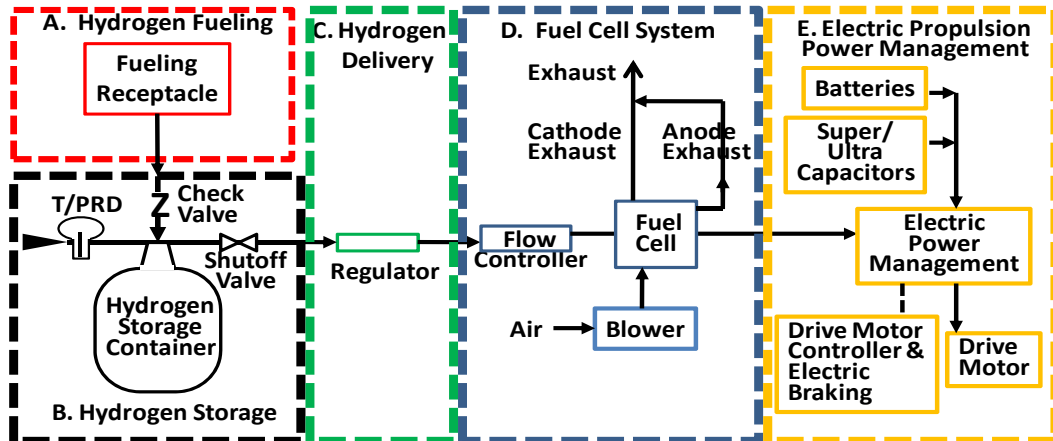 A. Hydrogen Fueling
Fueling
Receptacle
T/PRD
Check
Valve
Shutoff
Valve
Hydrogen
Storage
Container
B. Hydrogen Storage
C. Hydrogen
Delivery
Regulator
D. Fuel Cell System
Exhaust
Cathode
Exhaust
Anode
Exhaust
Flow
Controller
Fuel
Cell
Air
Blower
E. Electric Propulsion
Power Management
Batteries
Super/
Ultra
Capacitors
Electric
Power
Management
Drive Motor
Controller &
Electric
Braking
Drive
Motor